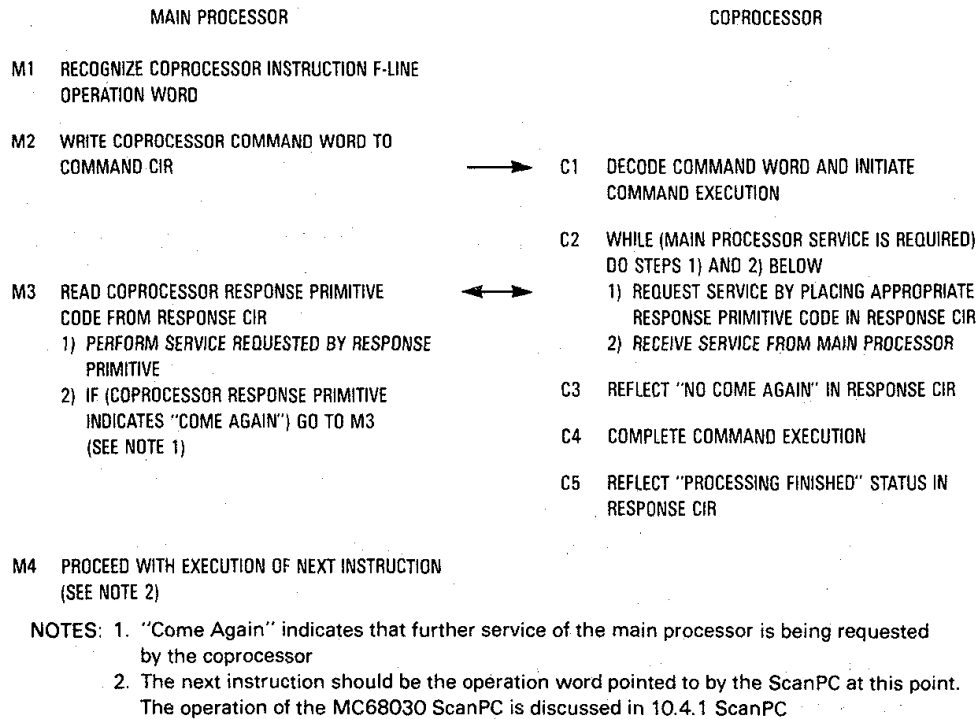 MAIN PROCESSOR
COPROCESSOR
M1 RECOGNIZE COPROCESSOR INSTRUCTION F-LINE
OPERATION WORD
M2 WRITE COPROCESSOR COMMAND WORD TO
COMMAND CIR
C1 DECODE COMMAND WORD AND INITIATE
COMMAND EXECUTION
C2 WHILE (MAIN PROCESSOR SERVICE IS REQUIRED)
DO STEPS 1) AND 2) BELOW
1) REQUEST SERVICE BY PLACING APPROPRIATE
RESPONSE PRIMITIVE CODE IN RESPONSE CIR
2) RECEIVE SERVICE FROM MAIN PROCESSOR
M3 READ COPROCESSOR RESPONSE PRIMITIVE
CODE FROM RESPONSE CIR
1) PERFORM SERVICE REQUESTED BY RESPONSE
PRIMITIVE
2) IF (COPROCESSOR RESPONSE PRIMITIVE
INDICATES "COME AGAIN") GO TO M3
(SEE NOTE 1)
C3 REFLECT "NO COME AGAIN" IN RESPONSE CIR
C4 COMPLETE COMMAND EXECUTION
C5 REFLECT "PROCESSING FINISHED" STATUS IN
RESPONSE CIR
M4 PROCEED WITH EXECUTION OF NEXT INSTRUCTION
(SEE NOTE 2)
NOTES: 1. "Come Again" indicates that further service of the main processor is being requested
by the coprocessor
2. The next instruction should be the operation word pointed to by the ScanPC at this point.
The operation of the MC68030 ScanPC is discussed in 10.4.1 ScanPC